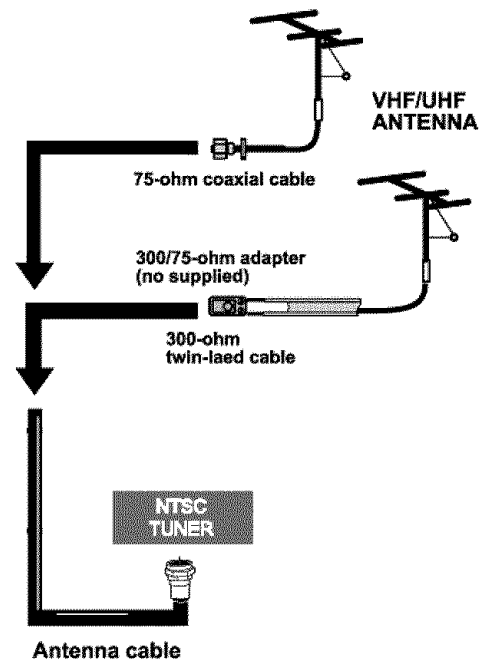 VHF/UHF
ANTENNA
75-ohm coaxial cable
300/75-ohm adapter
(no supplied)
300-ohm
twin-laed cable
NTSC
TUNER
Antenna cable